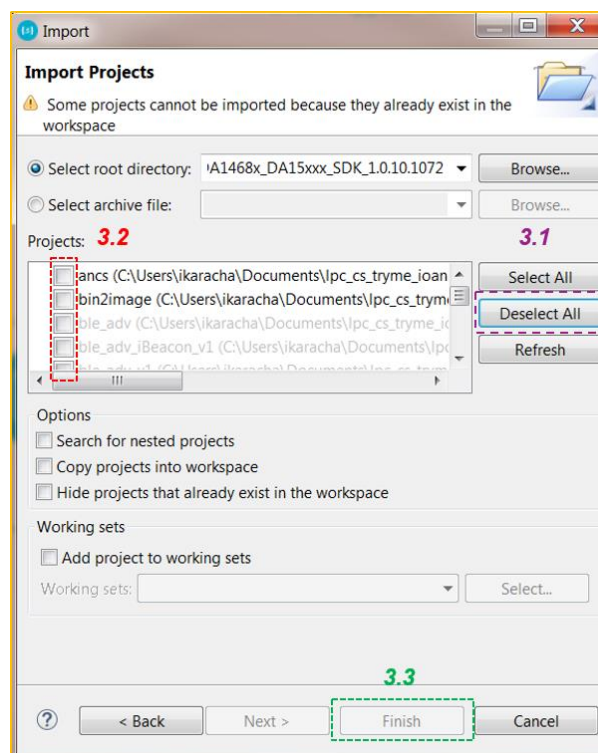 Import
Import Projects
Some projects cannot be imported because they already exist in the
workspace
Select root directory: A1468x_DA15xxx_SDK_1.0.10.1072 Browse...
Select archive file: Browse...
Projects: 3.2 3.1
ancs (C:\Users\ikaracha\Documents\lpc_cs_tryme_ioan Select All
bin2image (C:\Users\ikaracha\Documents\lpc_cs_tryme
Deselect All
ble_adv (C:\Users\ikaracha\Documents\lpc_cs_tryme_ic
ble_adv_iBeacon_v1 (C:\Users\ikaracha\Documents\lpc Refresh
Options
Search for nested projects
Copy projects into workspace
Hide projects that already exist in the workspace
Working sets
Add project to working sets
Working sets: Select...
3.3
? < Back Next > Finish Cancel